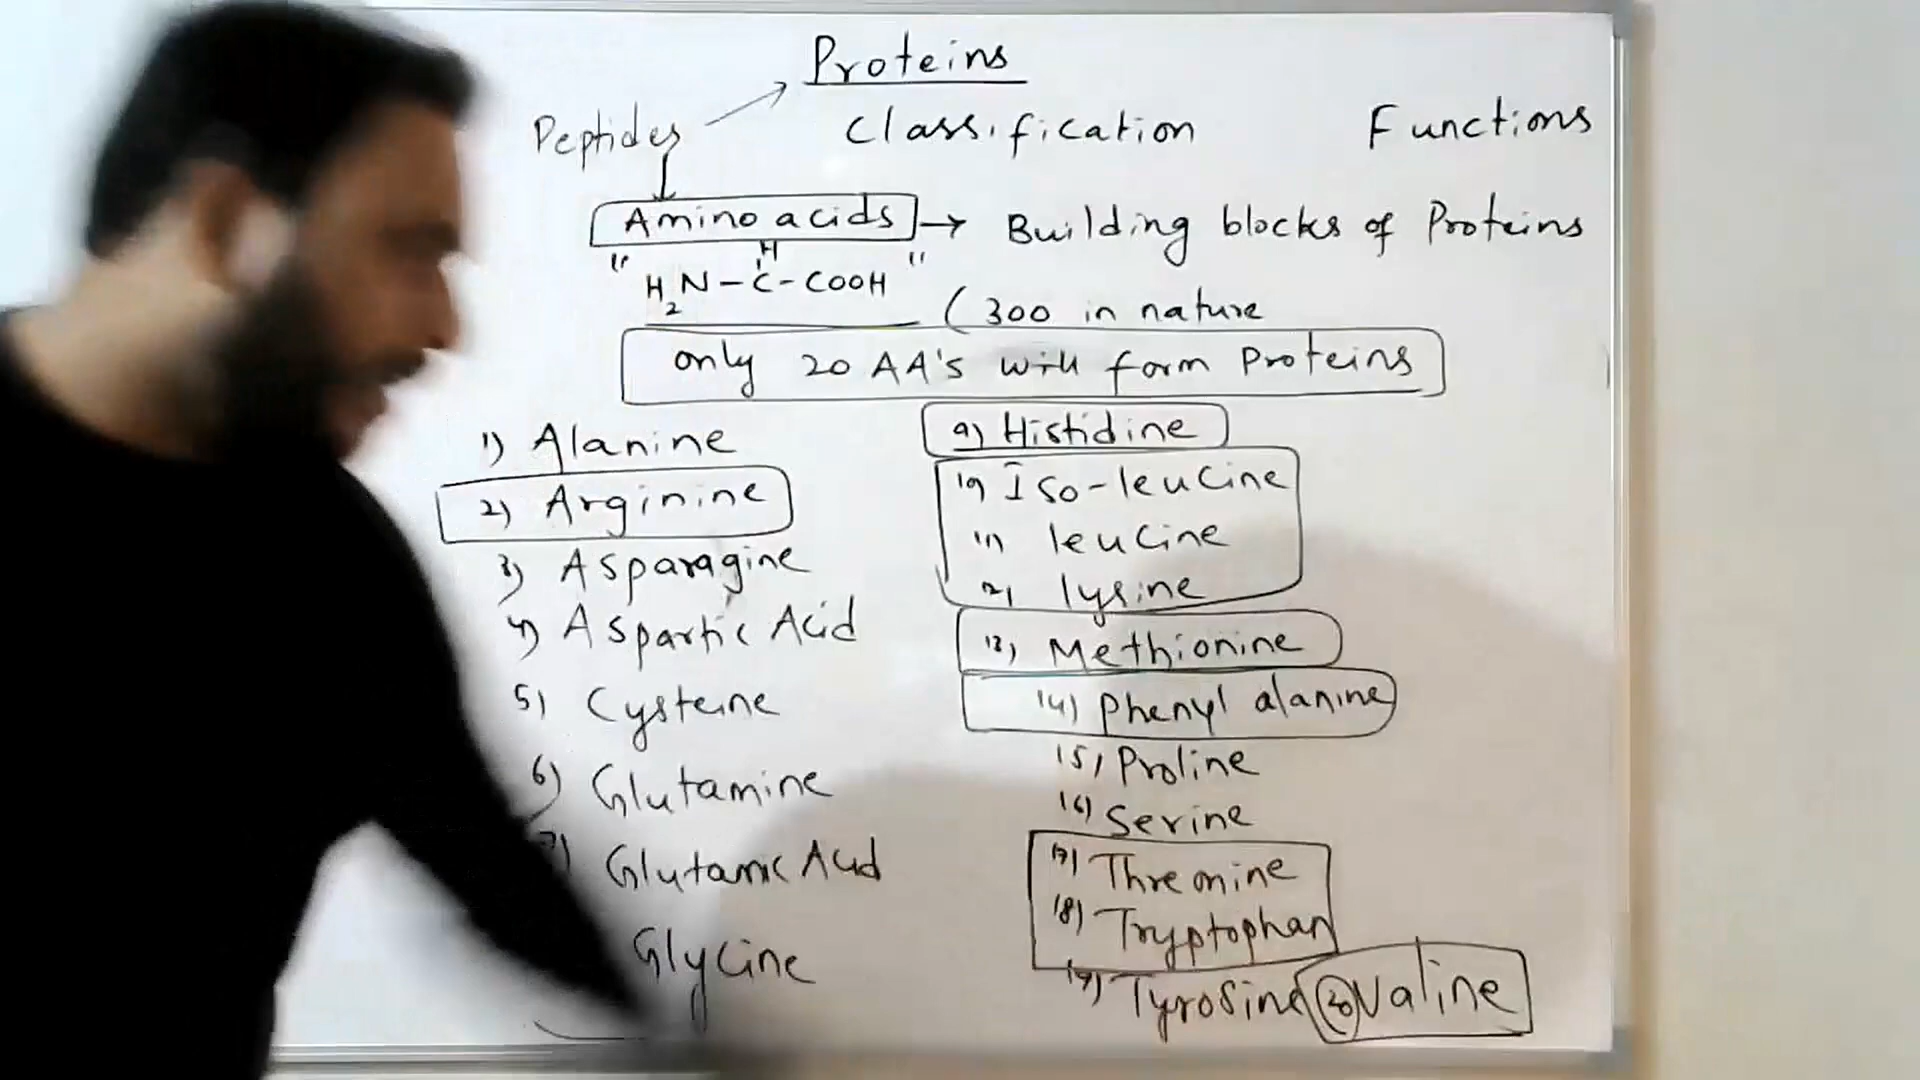 Proteins
Peptides
Classification
Functions
Amino acids → Building blocks of Proteins
H
" H2N-C-COOH "
(300 in nature
only 20 AA's will form Proteins
1) Alanine
2) Arginine
3) Asparagine
4) Aspartic Acid
5) Cysteine
6) Glutamine
7) Glutamic Acid
Glycine
9) Histidine
10) Iso-leucine
11) leucine
12) lysine
13) Methionine
14) Phenyl alanine
15) Proline
16) Serine
17) Threonine
18) Tryptophan
19) Tyrosine
20 Valine